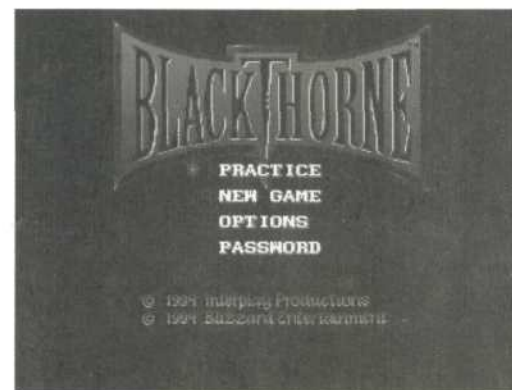 BLACKTHORNE
PRACTICE
NEW GAME
OPTIONS
PASSWORD
© 1994 Interplay Productions
© 1994 Blizzard Entertainment